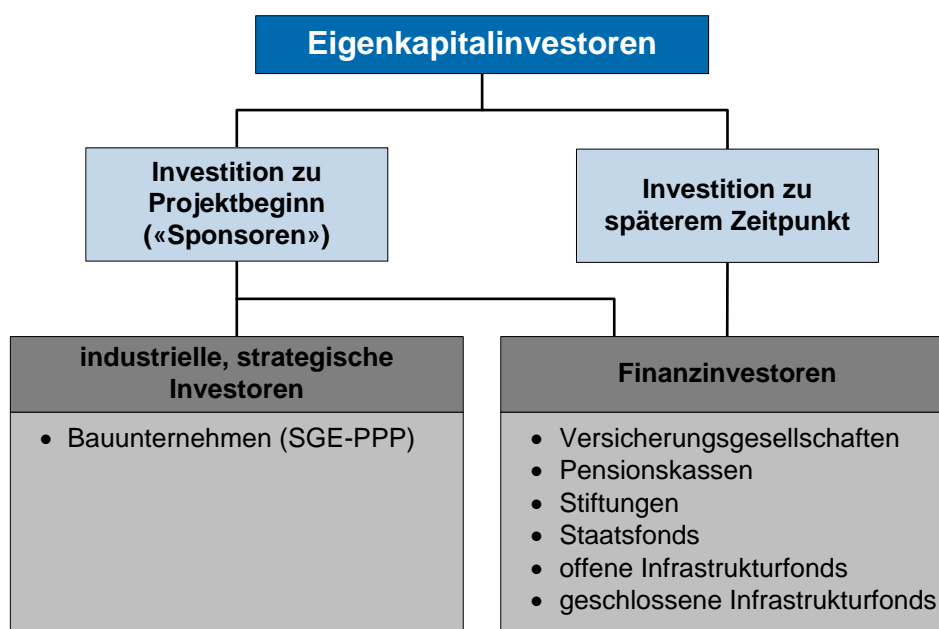 Eigenkapitalinvestoren
Investition zu
Projektbeginn
(«Sponsoren»)
Investition zu
späterem Zeitpunkt
industrielle, strategische
Investoren
• Bauunternehmen (SGE-PPP)
Finanzinvestoren
• Versicherungsgesellschaften
• Pensionskassen
• Stiftungen
• Staatsfonds
• offene Infrastrukturfonds
• geschlossene Infrastrukturfonds